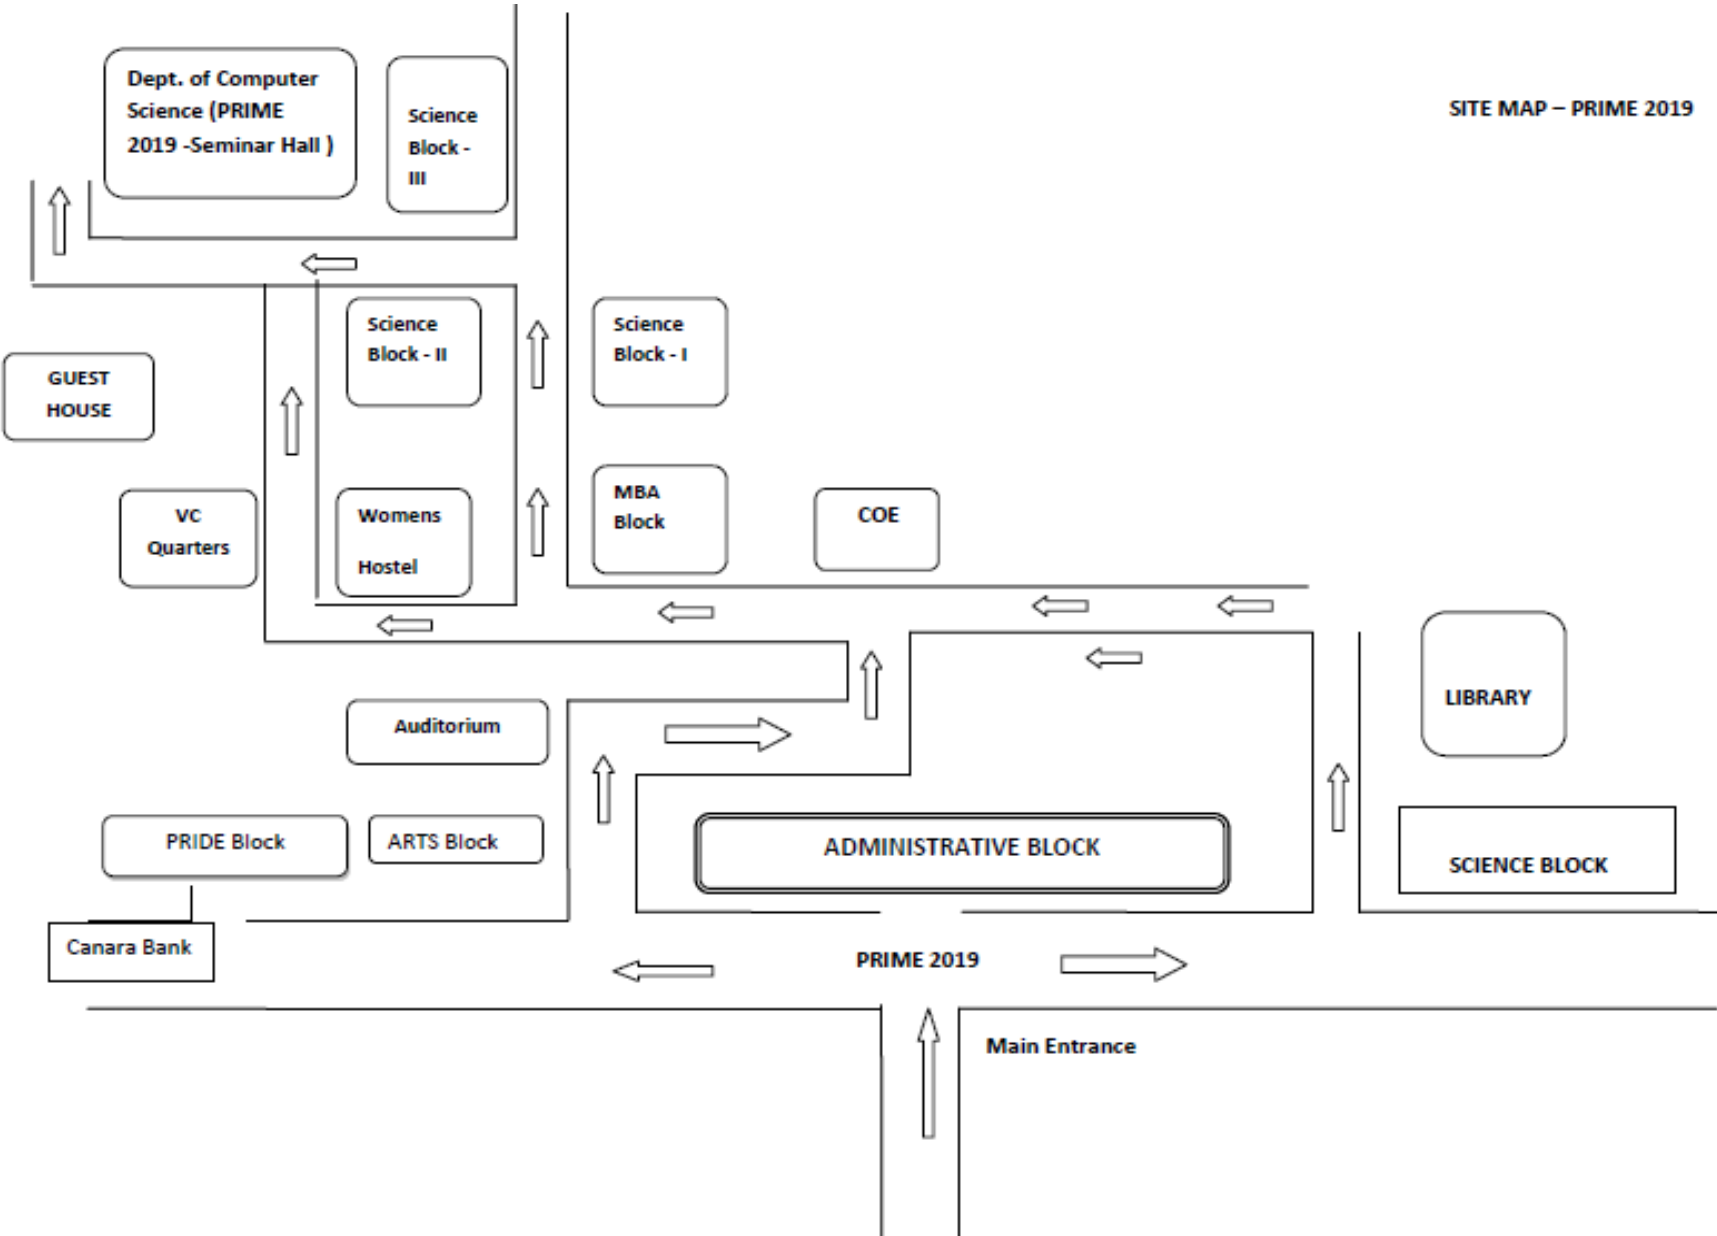 SITE MAP – PRIME 2019
Dept. of Computer
Science (PRIME
2019 -Seminar Hall )
Science
Block -
III
Science
Block - II
Science
Block - I
GUEST
HOUSE
VC
Quarters
Womens
Hostel
MBA
Block
COE
LIBRARY
Auditorium
PRIDE Block
ARTS Block
ADMINISTRATIVE BLOCK
SCIENCE BLOCK
Canara Bank
PRIME 2019
Main Entrance